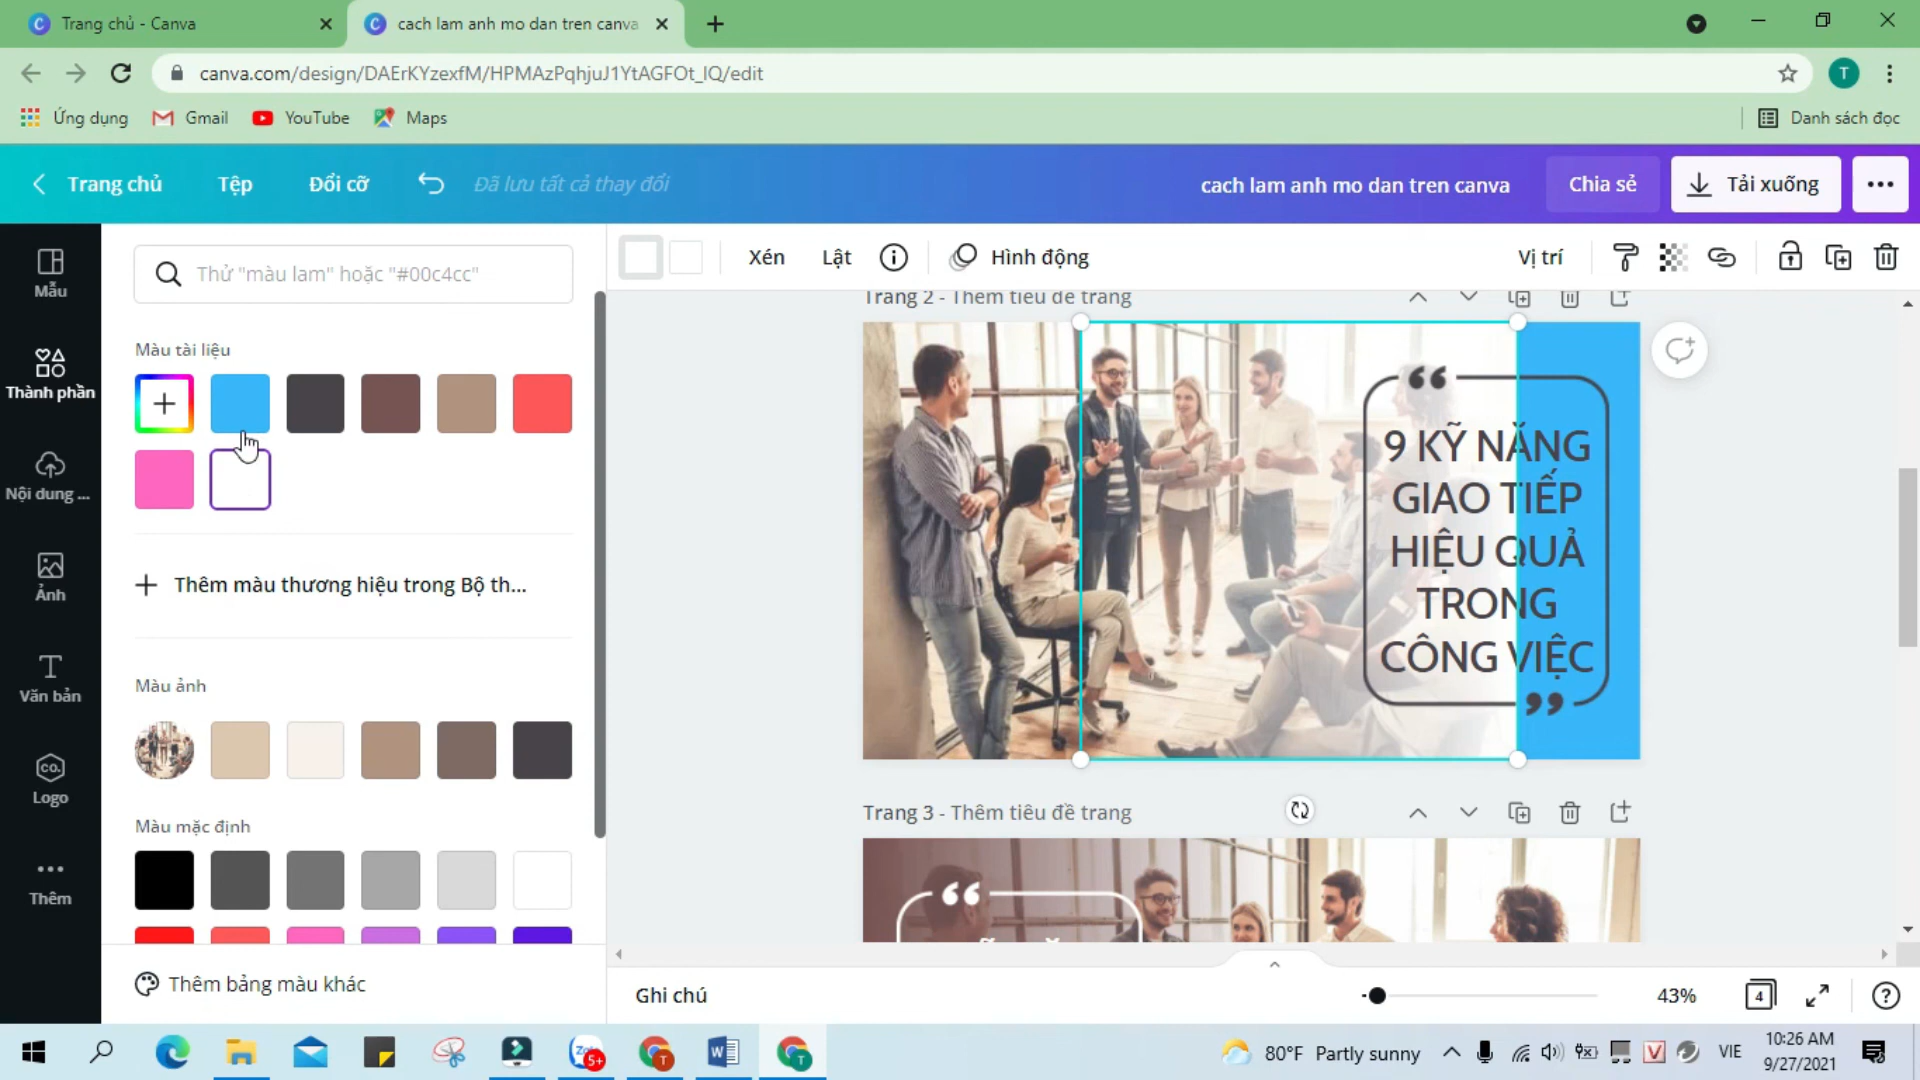 Trang chủ - Canva
cach lam anh mo dan tren canva
canva.com/design/DAErKYzexfM/HPMAzPqhjuJ1YtAGFOt_IQ/edit
T
Ứng dụng
Gmail
YouTube
Maps
Danh sách đọc
Trang chủ
Tệp
Đổi cỡ
Đã lưu tất cả thay đổi
cach lam anh mo dan tren canva
Chia sẻ
Tải xuống
Mẫu
Thành phần
Nội dung ...
Ảnh
Văn bản
co.
Logo
Thêm
Thử "màu lam" hoặc "#00c4cc"
Màu tài liệu
Thêm màu thương hiệu trong Bộ th...
Màu ảnh
Màu mặc định
Thêm bảng màu khác
Xén
Lật
Hình động
Vị trí
Trang 2 - Thêm tiêu đề trang
“
9 KỸ NĂNG
GIAO TIẾP
HIỆU QUẢ
TRONG
CÔNG VIỆC
”
Trang 3 - Thêm tiêu đề trang
“
Ghi chú
43%
4
5+
T
T
80°F Partly sunny
VIE
10:26 AM
9/27/2021